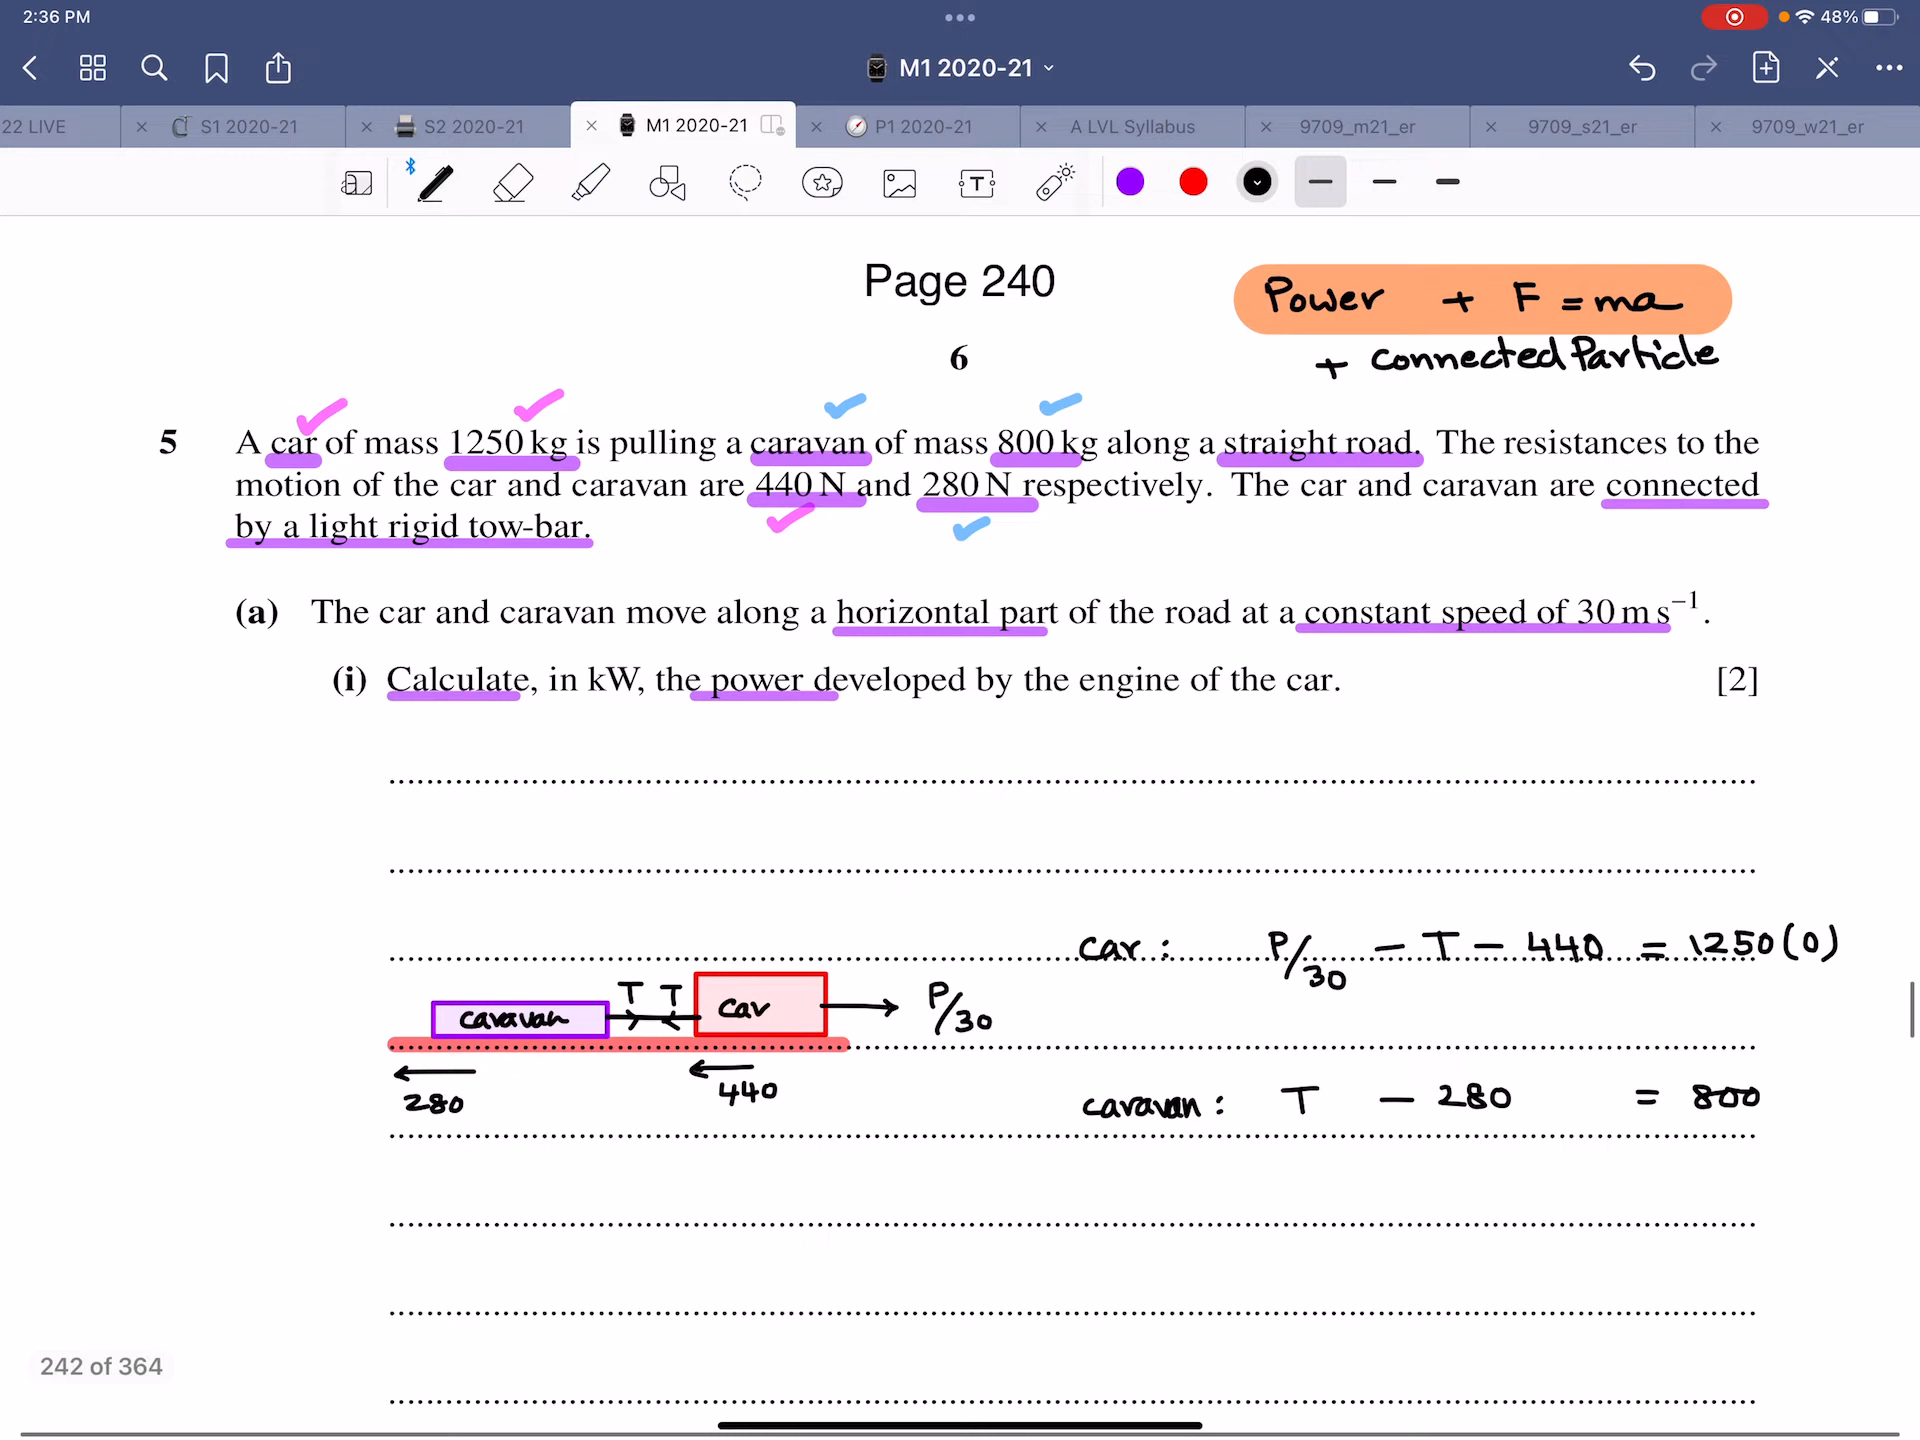 2:36 PM
48%
M1 2020-21
22 LIVE
S1 2020-21
S2 2020-21
M1 2020-21
P1 2020-21
A LVL Syllabus
9709_m21_er
9709_s21_er
9709_w21_er
Page 240
Power + F = ma
6
+ connected Particle
5 A car of mass 1250 kg is pulling a caravan of mass 800 kg along a straight road. The resistances to the
motion of the car and caravan are 440 N and 280 N respectively. The car and caravan are connected
by a light rigid tow-bar.
(a) The car and caravan move along a horizontal part of the road at a constant speed of 30 m s⁻¹.
(i) Calculate, in kW, the power developed by the engine of the car. [2]
car : P/30 − T − 440 = 1250(0)
T T
caravan car P/30
280 440
caravan : T − 280 = 800
242 of 364